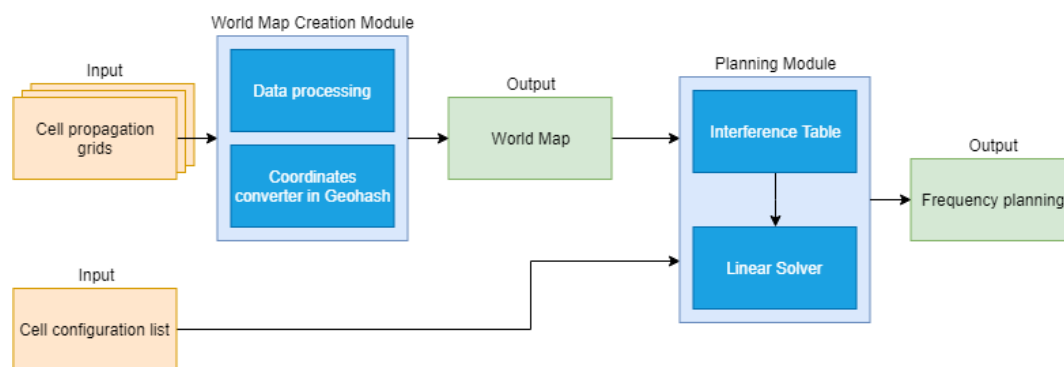 World Map Creation Module
Input
Cell propagation
grids
Data processing
Coordinates
converter in Geohash
Output
World Map
Planning Module
Interference Table
Linear Solver
Output
Frequency planning
Input
Cell configuration list